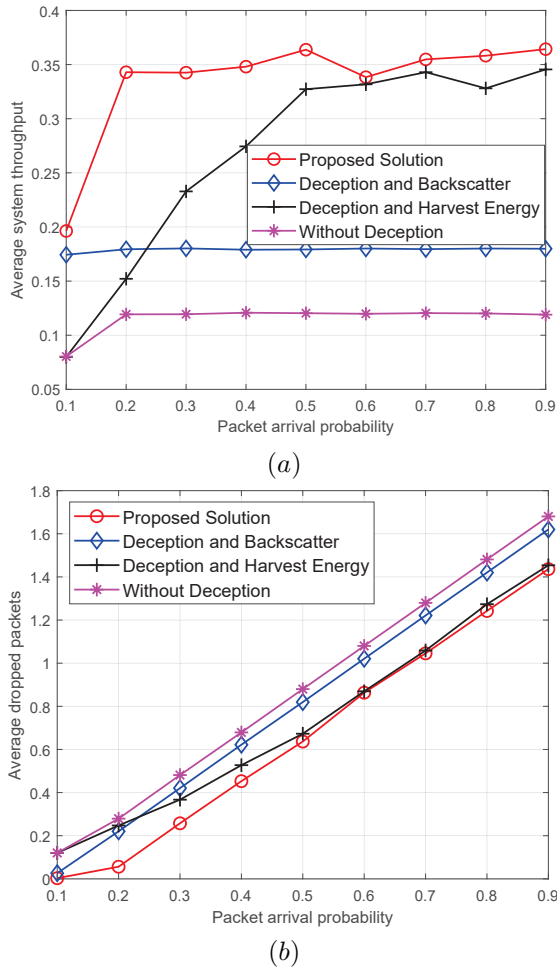 0.4
0.35
0.3
0.25
0.2
0.15
0.1
0.05
Average system throughput
Proposed Solution
Deception and Backscatter
Deception and Harvest Energy
Without Deception
0.1 0.2 0.3 0.4 0.5 0.6 0.7 0.8 0.9
Packet arrival probability
(a)
1.8
1.6
1.4
1.2
1
0.8
0.6
0.4
0.2
0
Average dropped packets
Proposed Solution
Deception and Backscatter
Deception and Harvest Energy
Without Deception
0.1 0.2 0.3 0.4 0.5 0.6 0.7 0.8 0.9
Packet arrival probability
(b)